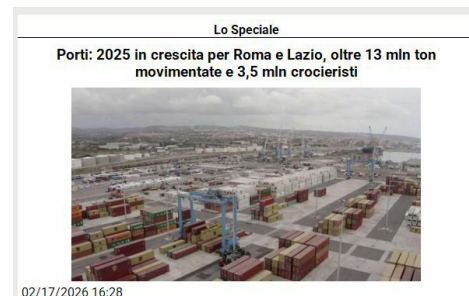 Lo Speciale
Porti: 2025 in crescita per Roma e Lazio, oltre 13 mln ton
movimentate e 3,5 mln crocieristi
02/17/2026 16:28